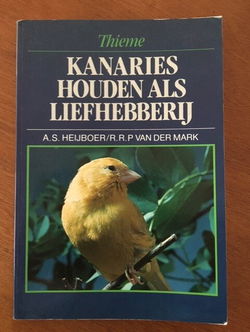 Thieme
KANARIES
HOUDEN ALS
LIEFHEBBERIJ
A.S. HEIJBOER/R.R.P VAN DER MARK